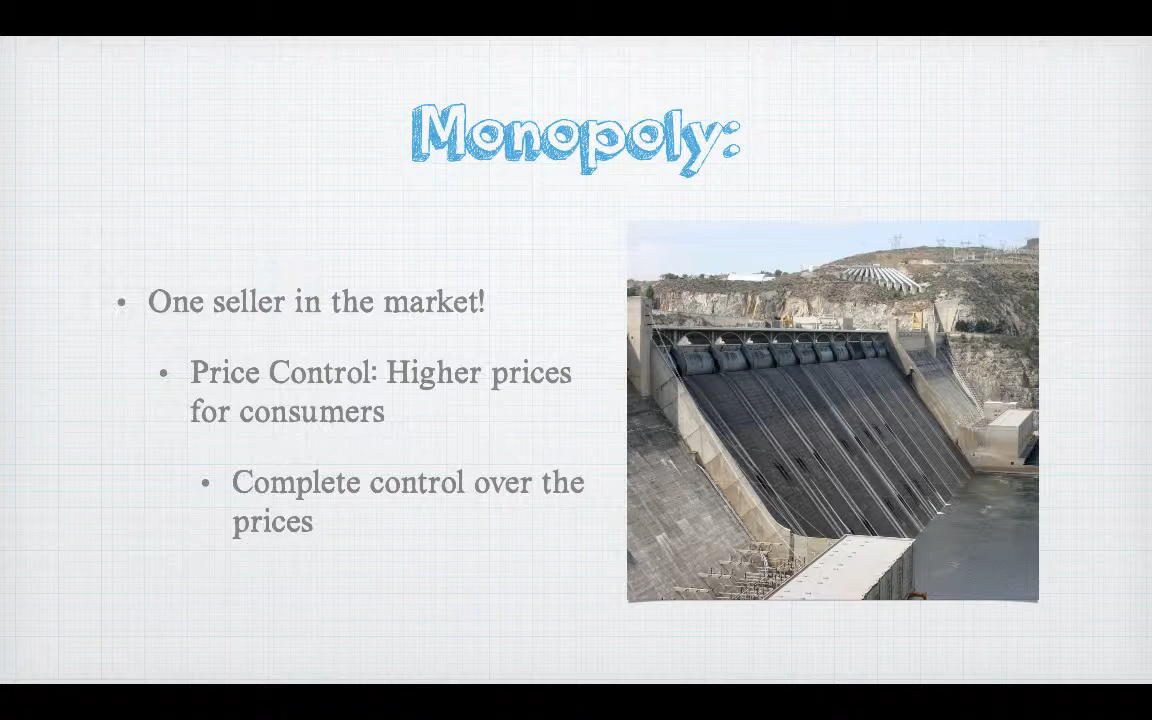 Monopoly:
• One seller in the market!
• Price Control: Higher prices
for consumers
• Complete control over the
prices